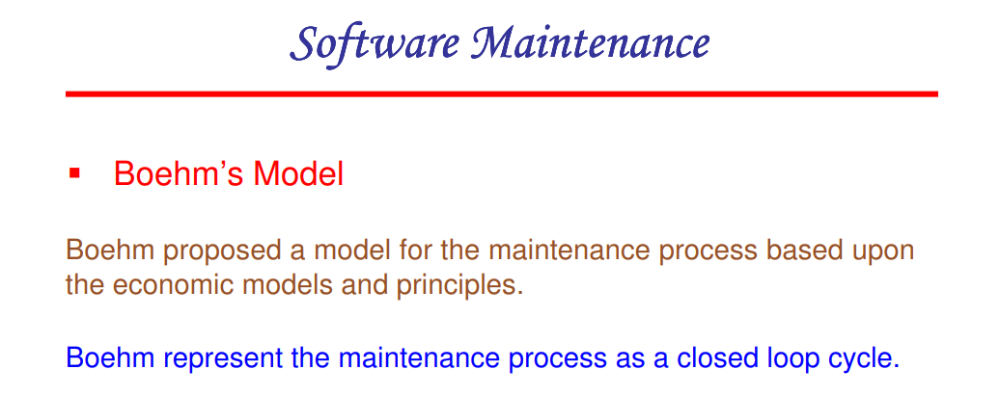 Software Maintenance
▪ Boehm’s Model
Boehm proposed a model for the maintenance process based upon
the economic models and principles.
Boehm represent the maintenance process as a closed loop cycle.